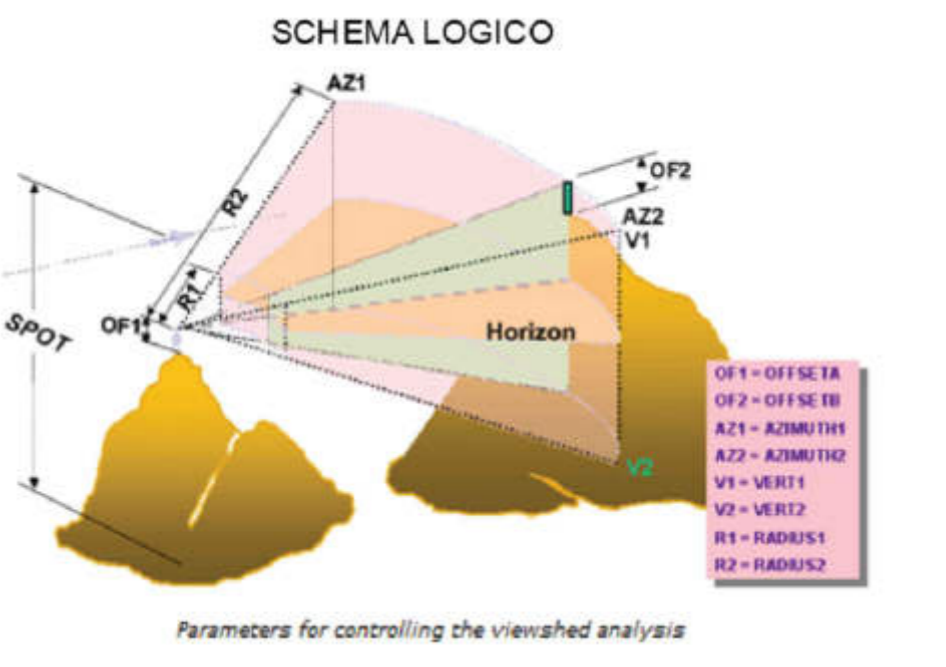 SCHEMA LOGICO
AZ1
R2
OF2
AZ2
V1
R1
OF1
SPOT
Horizon
V2
OF1 = OFFSETA
OF2 = OFFSETB
AZ1 = AZIMUTH1
AZ2 = AZIMUTH2
V1 = VERT1
V2 = VERT2
R1 = RADIUS1
R2 = RADIUS2
Parameters for controlling the viewshed analysis